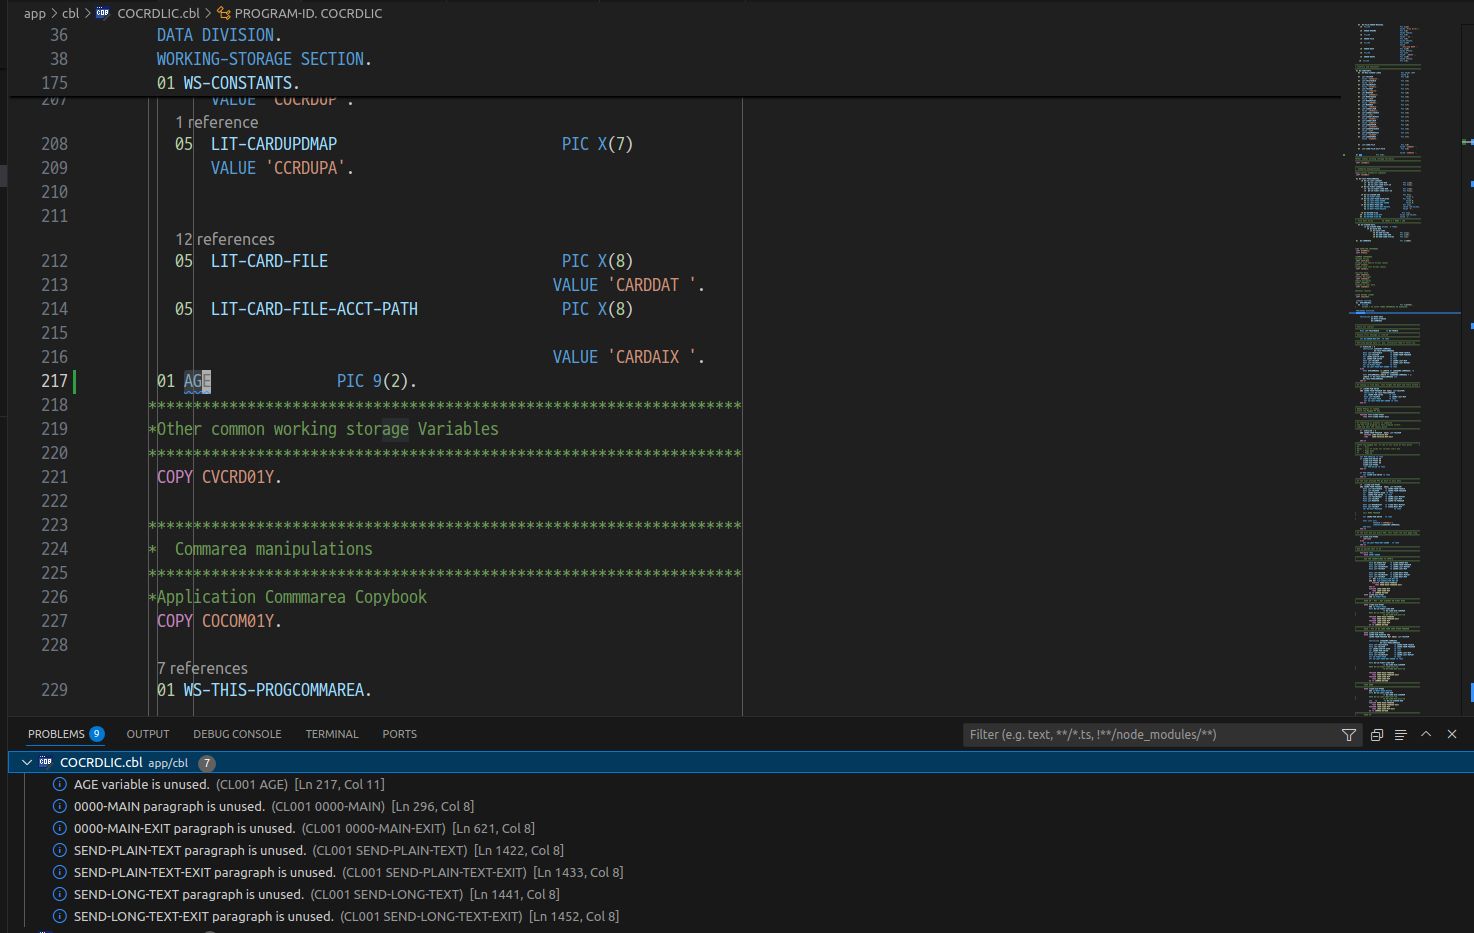 app > cbl > COCRDLIC.cbl > PROGRAM-ID. COCRDLIC
36 DATA DIVISION.
38 WORKING-STORAGE SECTION.
175 01 WS-CONSTANTS.
207 VALUE 'COCRDUP '.
1 reference
208 05 LIT-CARDUPDMAP PIC X(7)
209 VALUE 'CCRDUPA'.
210
211
12 references
212 05 LIT-CARD-FILE PIC X(8)
213 VALUE 'CARDDAT '.
214 05 LIT-CARD-FILE-ACCT-PATH PIC X(8)
215
216 VALUE 'CARDAIX '.
217 01 AGE PIC 9(2).
218 ******************************************************************
219 *Other common working storage Variables
220 ******************************************************************
221 COPY CVCRD01Y.
222
223 ******************************************************************
224 * Commarea manipulations
225 ******************************************************************
226 *Application Commmarea Copybook
227 COPY COCOM01Y.
228
7 references
229 01 WS-THIS-PROGCOMMAREA.
PROBLEMS 9 OUTPUT DEBUG CONSOLE TERMINAL PORTS Filter (e.g. text, **/*.ts, !**/node_modules/**)
COCRDLIC.cbl app/cbl 7
AGE variable is unused. (CL001 AGE) [Ln 217, Col 11]
0000-MAIN paragraph is unused. (CL001 0000-MAIN) [Ln 296, Col 8]
0000-MAIN-EXIT paragraph is unused. (CL001 0000-MAIN-EXIT) [Ln 621, Col 8]
SEND-PLAIN-TEXT paragraph is unused. (CL001 SEND-PLAIN-TEXT) [Ln 1422, Col 8]
SEND-PLAIN-TEXT-EXIT paragraph is unused. (CL001 SEND-PLAIN-TEXT-EXIT) [Ln 1433, Col 8]
SEND-LONG-TEXT paragraph is unused. (CL001 SEND-LONG-TEXT) [Ln 1441, Col 8]
SEND-LONG-TEXT-EXIT paragraph is unused. (CL001 SEND-LONG-TEXT-EXIT) [Ln 1452, Col 8]